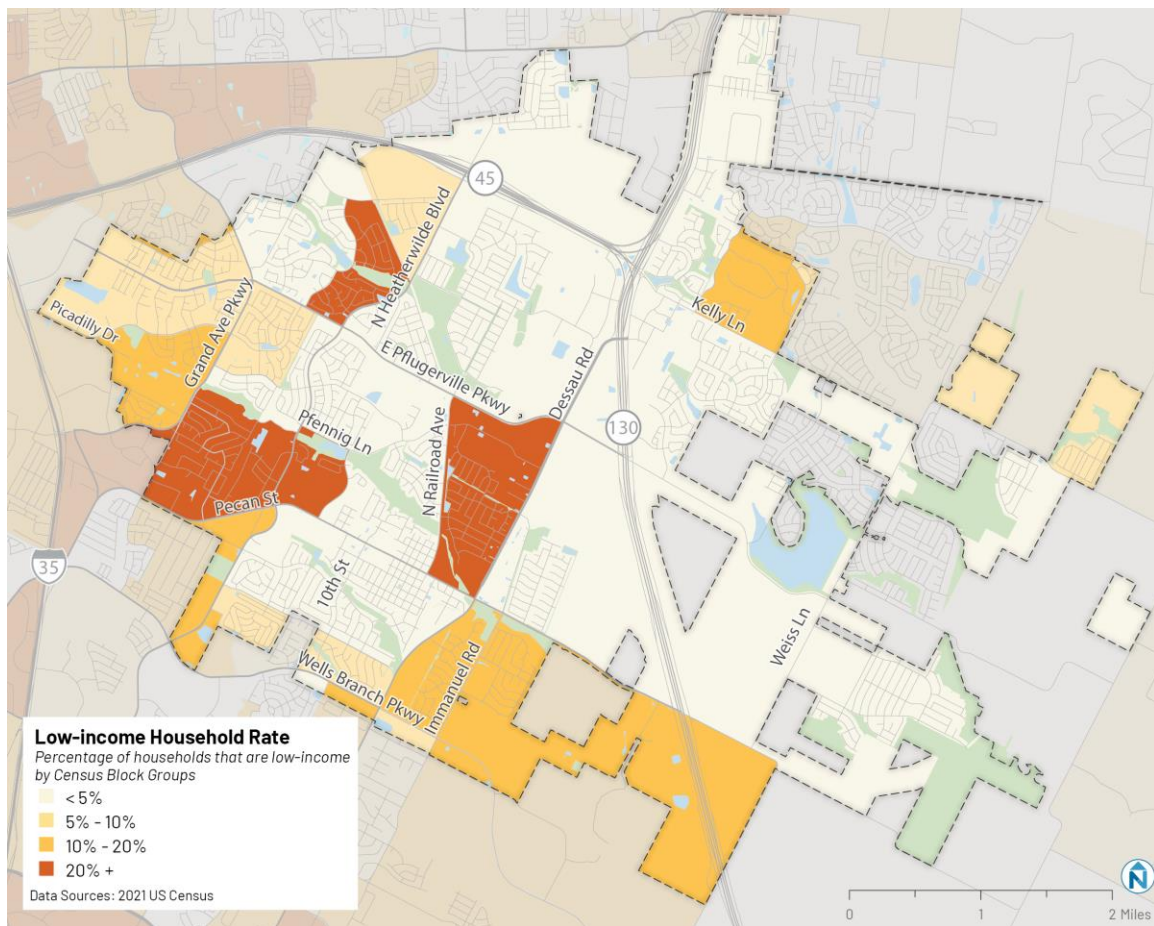 45
N Heatherwilde Blvd
Kelly Ln
Picadilly Dr
Grand Ave Pkwy
E Pflugerville Pkwy
Dessau Rd
130
Pfennig Ln
N Railroad Ave
Pecan St
35
10th St
Weiss Ln
Immanuel Rd
Wells Branch Pkwy
Low-income Household Rate
Percentage of households that are low-income
by Census Block Groups
< 5%
5% - 10%
10% - 20%
20% +
Data Sources: 2021 US Census
N
0 1 2 Miles